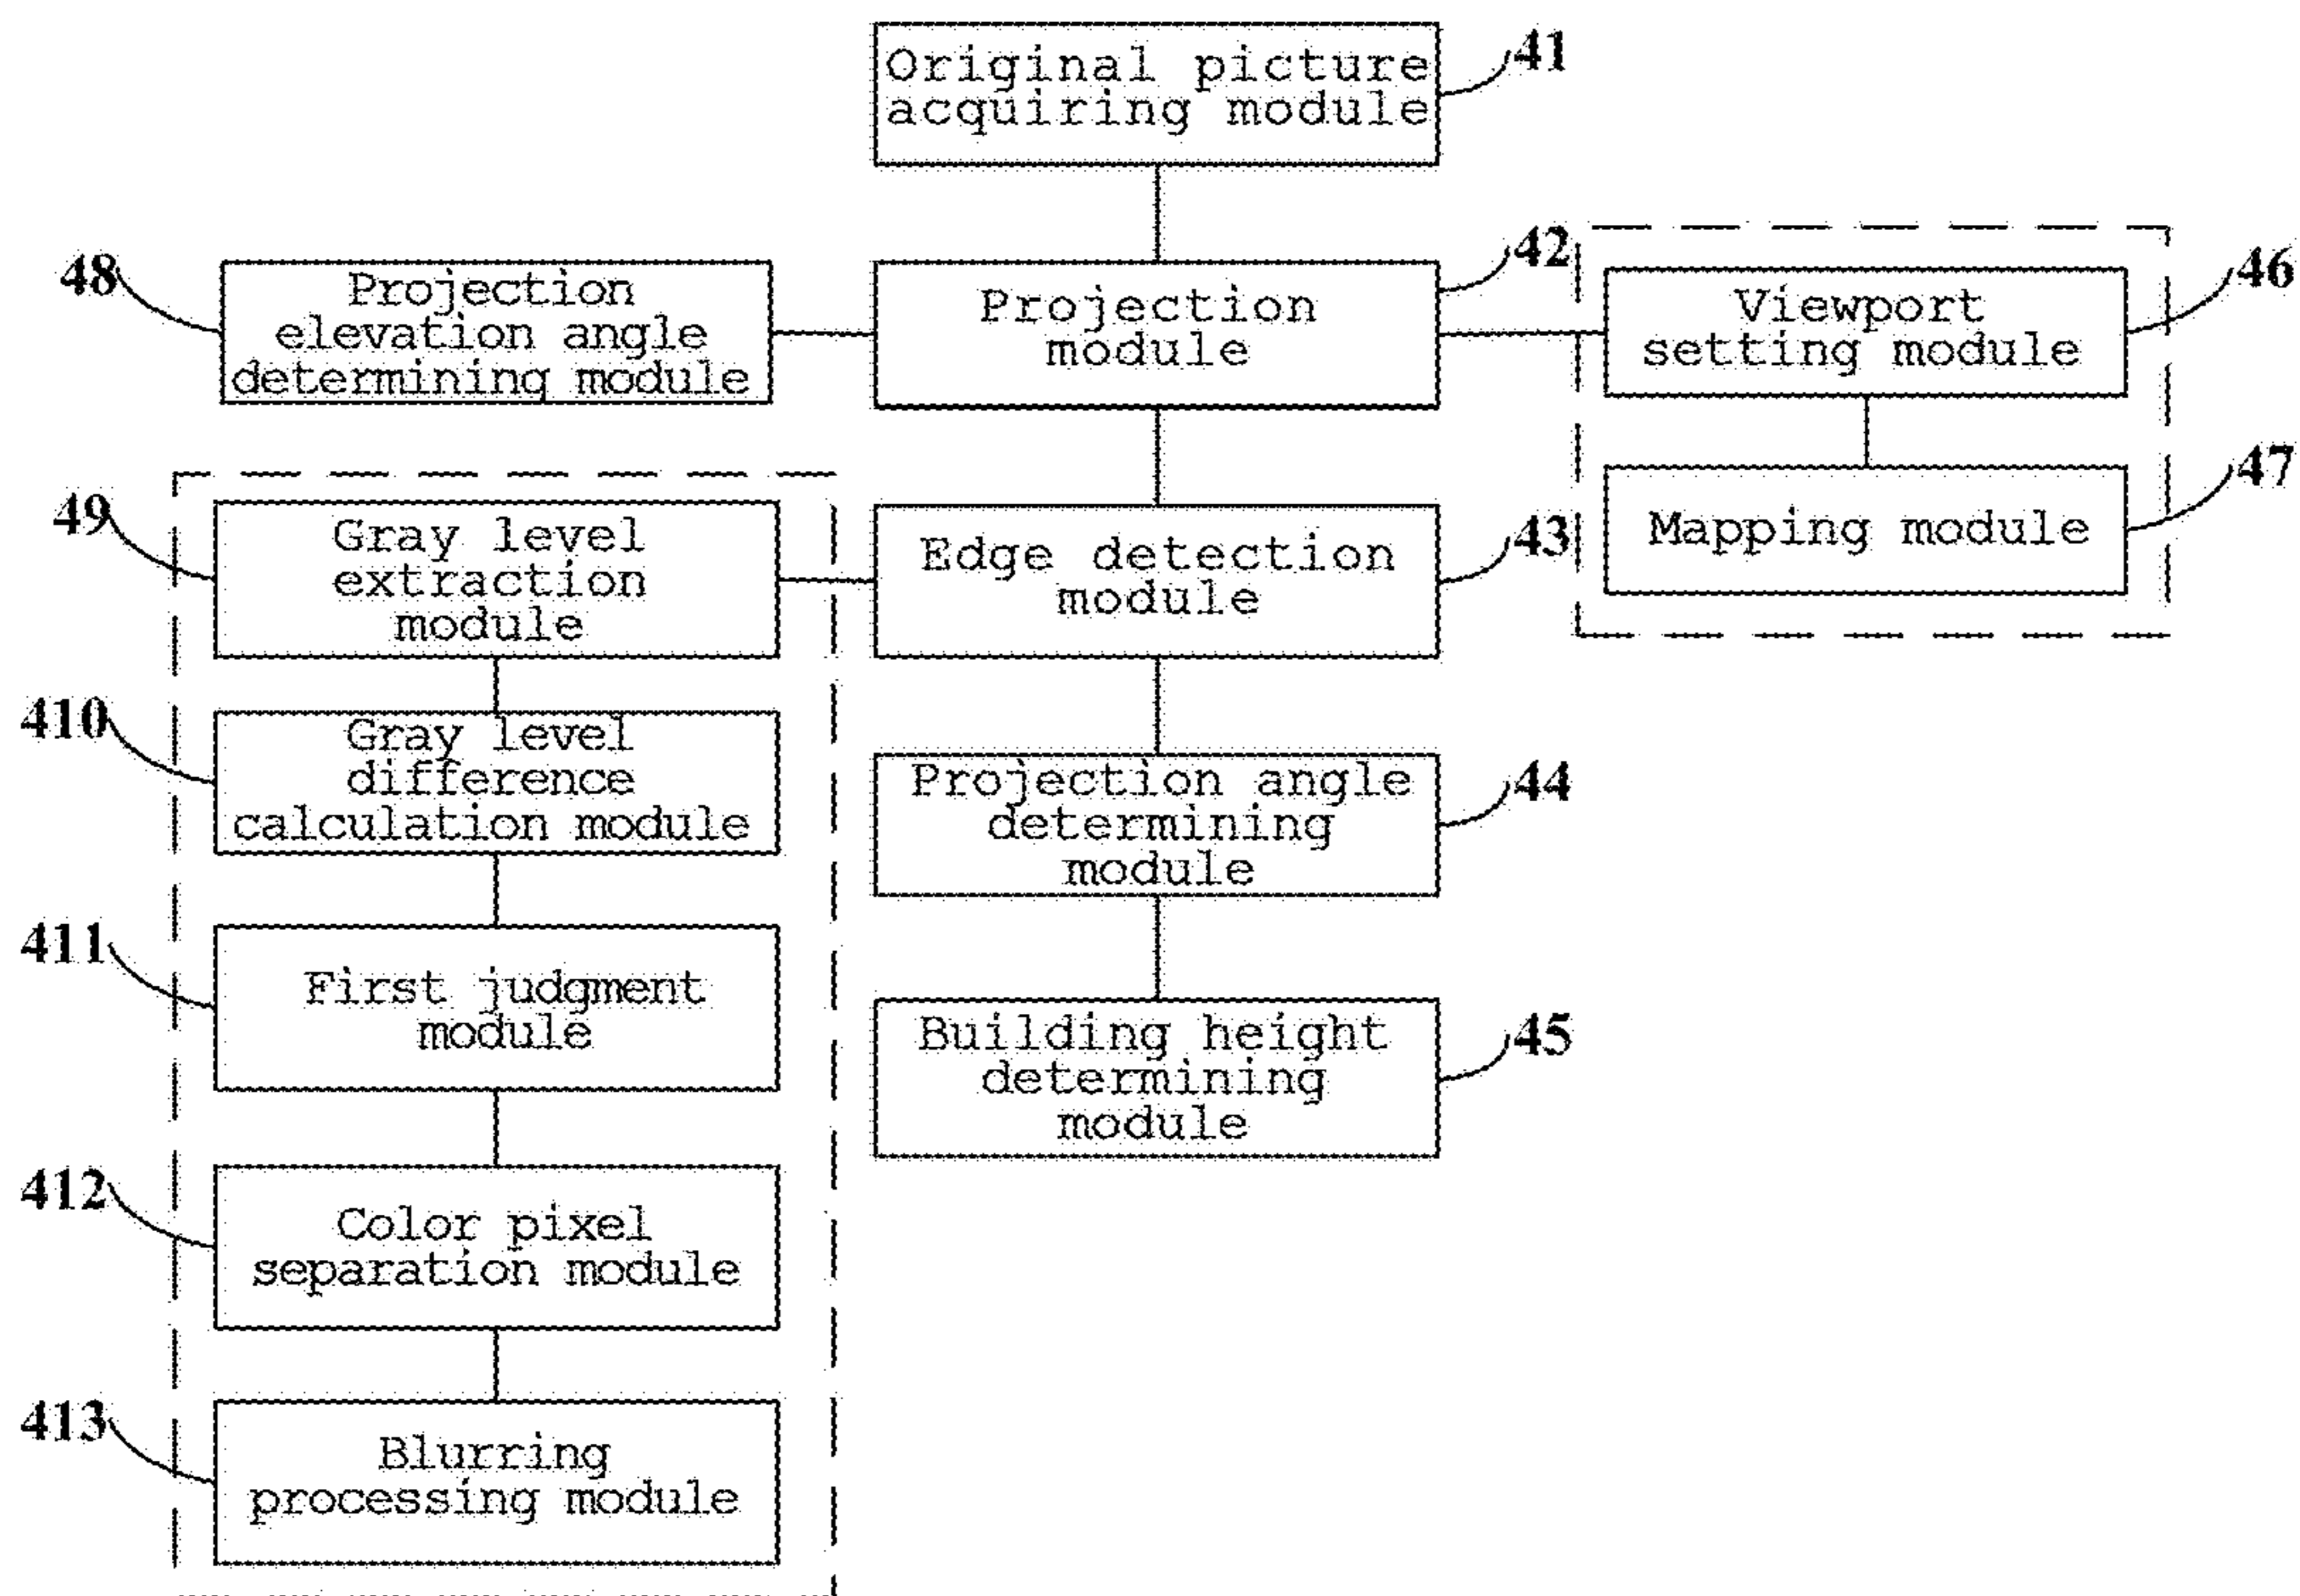 Original picture
acquiring module
41
48
Projection
elevation angle
determining module
Projection
module
42
Viewport
setting module
46
Mapping module
47
49
Gray level
extraction
module
Edge detection
module
43
410
Gray level
difference
calculation module
Projection angle
determining
module
44
411
First judgment
module
Building height
determining
module
45
412
Color pixel
separation module
413
Blurring
processing module